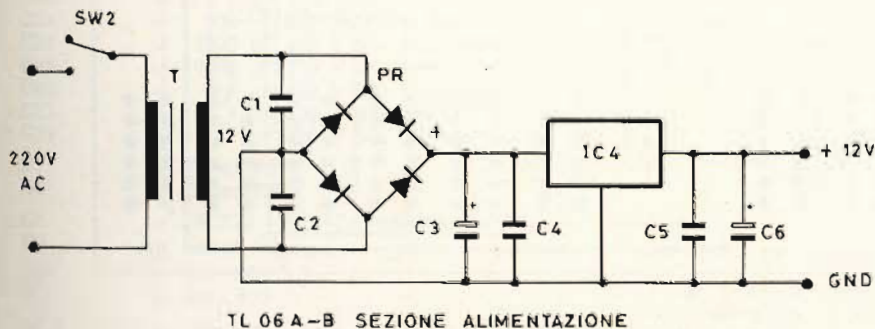 SW2
T
PR
C1
12 V
+
IC4
+ 12V
220V
AC
C2
+
C3
C4
C5
+
C6
GND
TL 06 A-B SEZIONE ALIMENTAZIONE